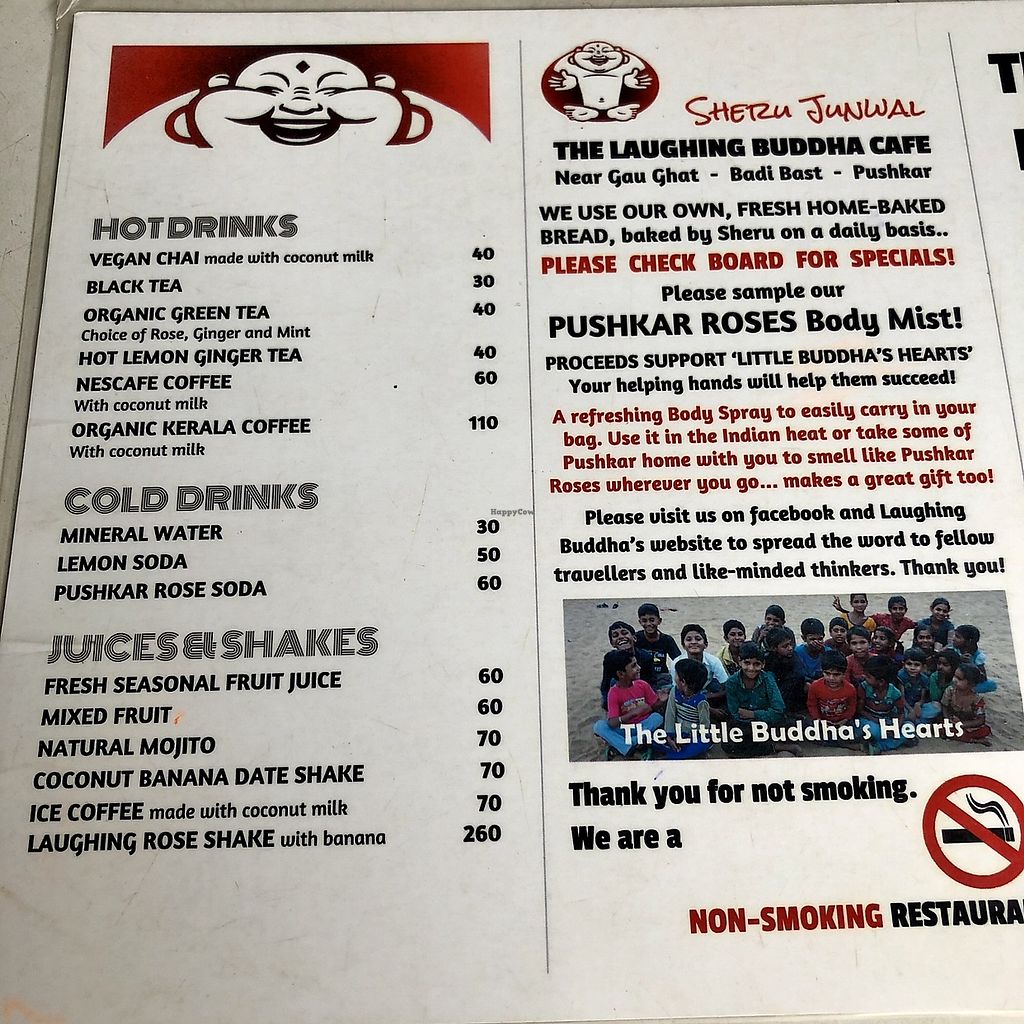 HOT DRINKS
VEGAN CHAI made with coconut milk 40
BLACK TEA 30
ORGANIC GREEN TEA 40
Choice of Rose, Ginger and Mint
HOT LEMON GINGER TEA 40
NESCAFE COFFEE 60
With coconut milk
ORGANIC KERALA COFFEE 110
With coconut milk
COLD DRINKS
MINERAL WATER 30
LEMON SODA 50
PUSHKAR ROSE SODA 60
JUICES & SHAKES
FRESH SEASONAL FRUIT JUICE 60
MIXED FRUIT 60
NATURAL MOJITO 70
COCONUT BANANA DATE SHAKE 70
ICE COFFEE made with coconut milk 70
LAUGHING ROSE SHAKE with banana 260
HappyCow
SHERU JUNWAL
THE LAUGHING BUDDHA CAFE
Near Gau Ghat - Badi Bast - Pushkar
WE USE OUR OWN, FRESH HOME-BAKED
BREAD, baked by Sheru on a daily basis..
PLEASE CHECK BOARD FOR SPECIALS!
Please sample our
PUSHKAR ROSES Body Mist!
PROCEEDS SUPPORT ‘LITTLE BUDDHA’S HEARTS’
Your helping hands will help them succeed!
A refreshing Body Spray to easily carry in your
bag. Use it in the Indian heat or take some of
Pushkar home with you to smell like Pushkar
Roses wherever you go... makes a great gift too!
Please visit us on facebook and Laughing
Buddha’s website to spread the word to fellow
travellers and like-minded thinkers. Thank you!
The Little Buddha's Hearts
Thank you for not smoking.
We are a
NON-SMOKING RESTAURA